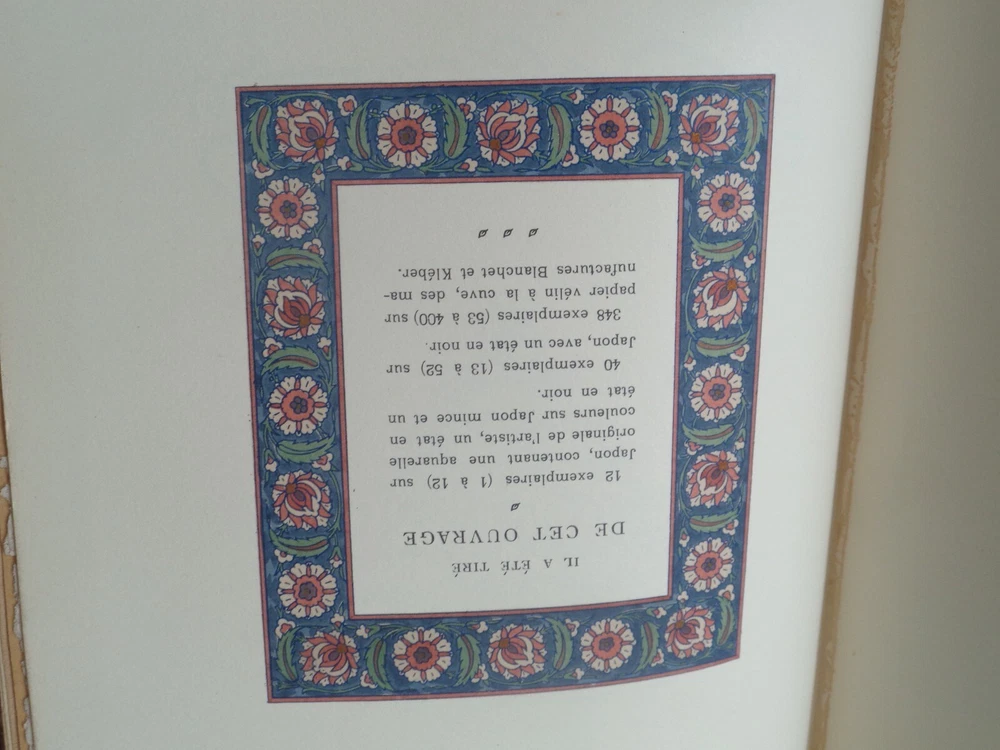 IL A ÉTÉ TIRÉ
DE CET OUVRAGE
12 exemplaires (1 à 12) sur
Japon, contenant une aquarelle
originale de l'artiste, un état en
couleurs sur Japon mince et un
état en noir.
40 exemplaires (13 à 52) sur
Japon, avec un état en noir.
348 exemplaires (53 à 400) sur
papier vélin à la cuve, des ma-
nufactures Blanchet et Kléber.